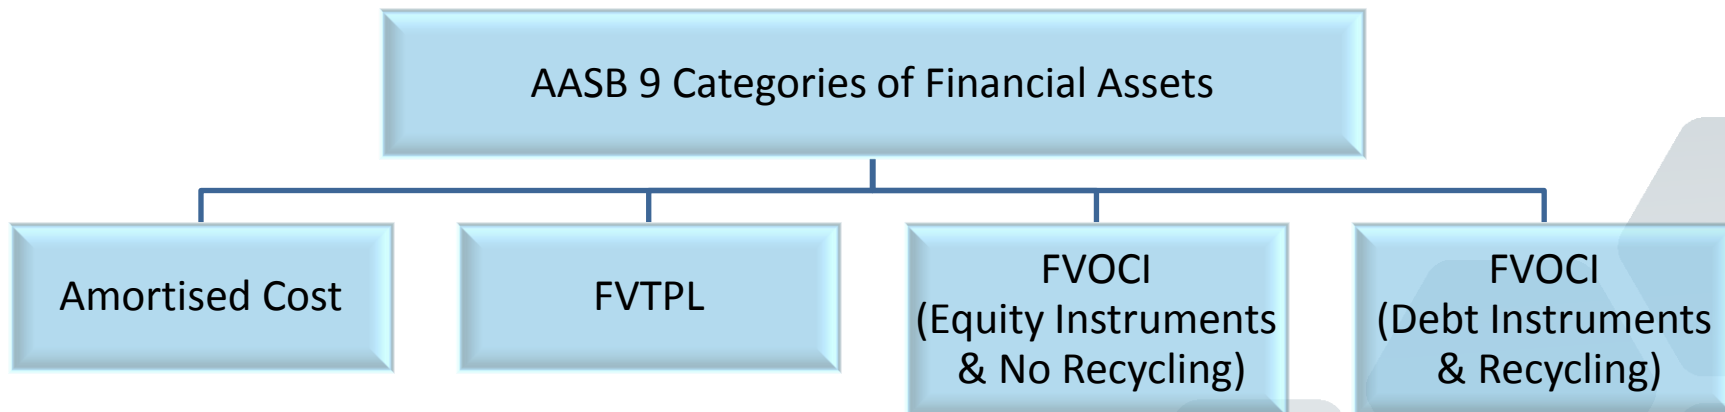 AASB 9 Categories of Financial Assets
Amortised Cost
FVTPL
FVOCI
(Equity Instruments
& No Recycling)
FVOCI
(Debt Instruments
& Recycling)